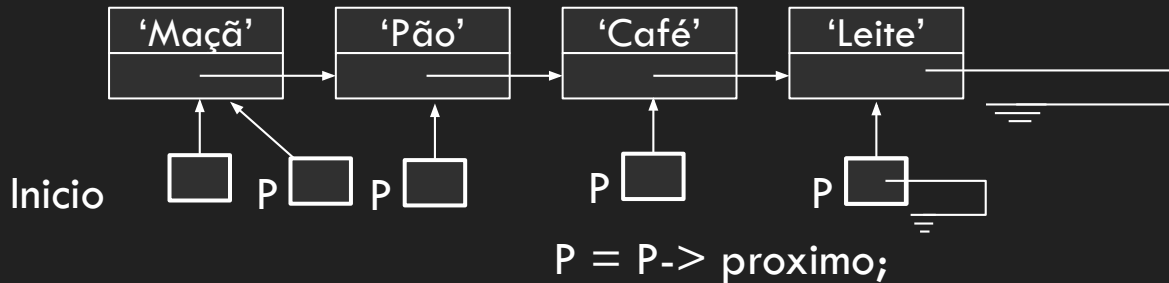 ‘Maçã’ ‘Pão’ ‘Café’ ‘Leite’
Inicio P P P P
P = P-> proximo;